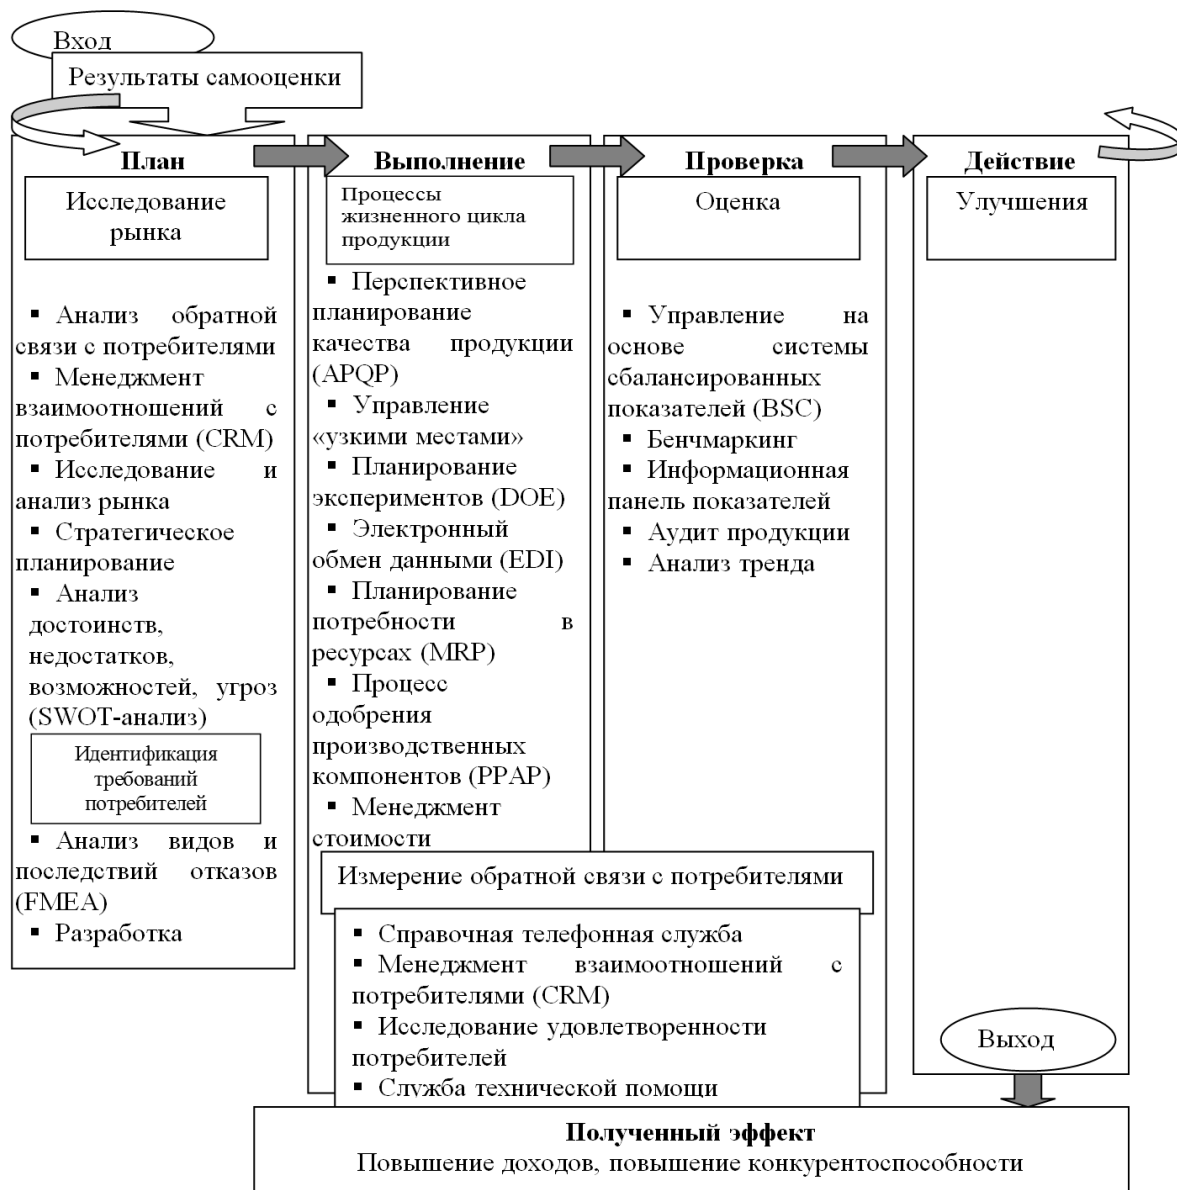 Вход
Результаты самооценки
План
Исследование
рынка
▪ Анализ обратной
связи с потребителями
▪ Менеджмент
взаимоотношений с
потребителями (CRM)
▪ Исследование и
анализ рынка
▪ Стратегическое
планирование
▪ Анализ
достоинств,
недостатков,
возможностей, угроз
(SWOT-анализ)
Идентификация
требований
потребителей
▪ Анализ видов и
последствий отказов
(FMEA)
▪ Разработка
Выполнение
Процессы
жизненного цикла
продукции
▪ Перспективное
планирование
качества продукции
(APQP)
▪ Управление
«узкими местами»
▪ Планирование
экспериментов (DOE)
▪ Электронный
обмен данными (EDI)
▪ Планирование
потребности в
ресурсах (MRP)
▪ Процесс
одобрения
производственных
компонентов (PPAP)
▪ Менеджмент
стоимости
Проверка
Оценка
▪ Управление на
основе системы
сбалансированных
показателей (BSC)
▪ Бенчмаркинг
▪ Информационная
панель показателей
▪ Аудит продукции
▪ Анализ тренда
Действие
Улучшения
Измерение обратной связи с потребителями
▪ Справочная телефонная служба
▪ Менеджмент взаимоотношений с
потребителями (CRM)
▪ Исследование удовлетворенности
потребителей
▪ Служба технической помощи
Выход
Полученный эффект
Повышение доходов, повышение конкурентоспособности